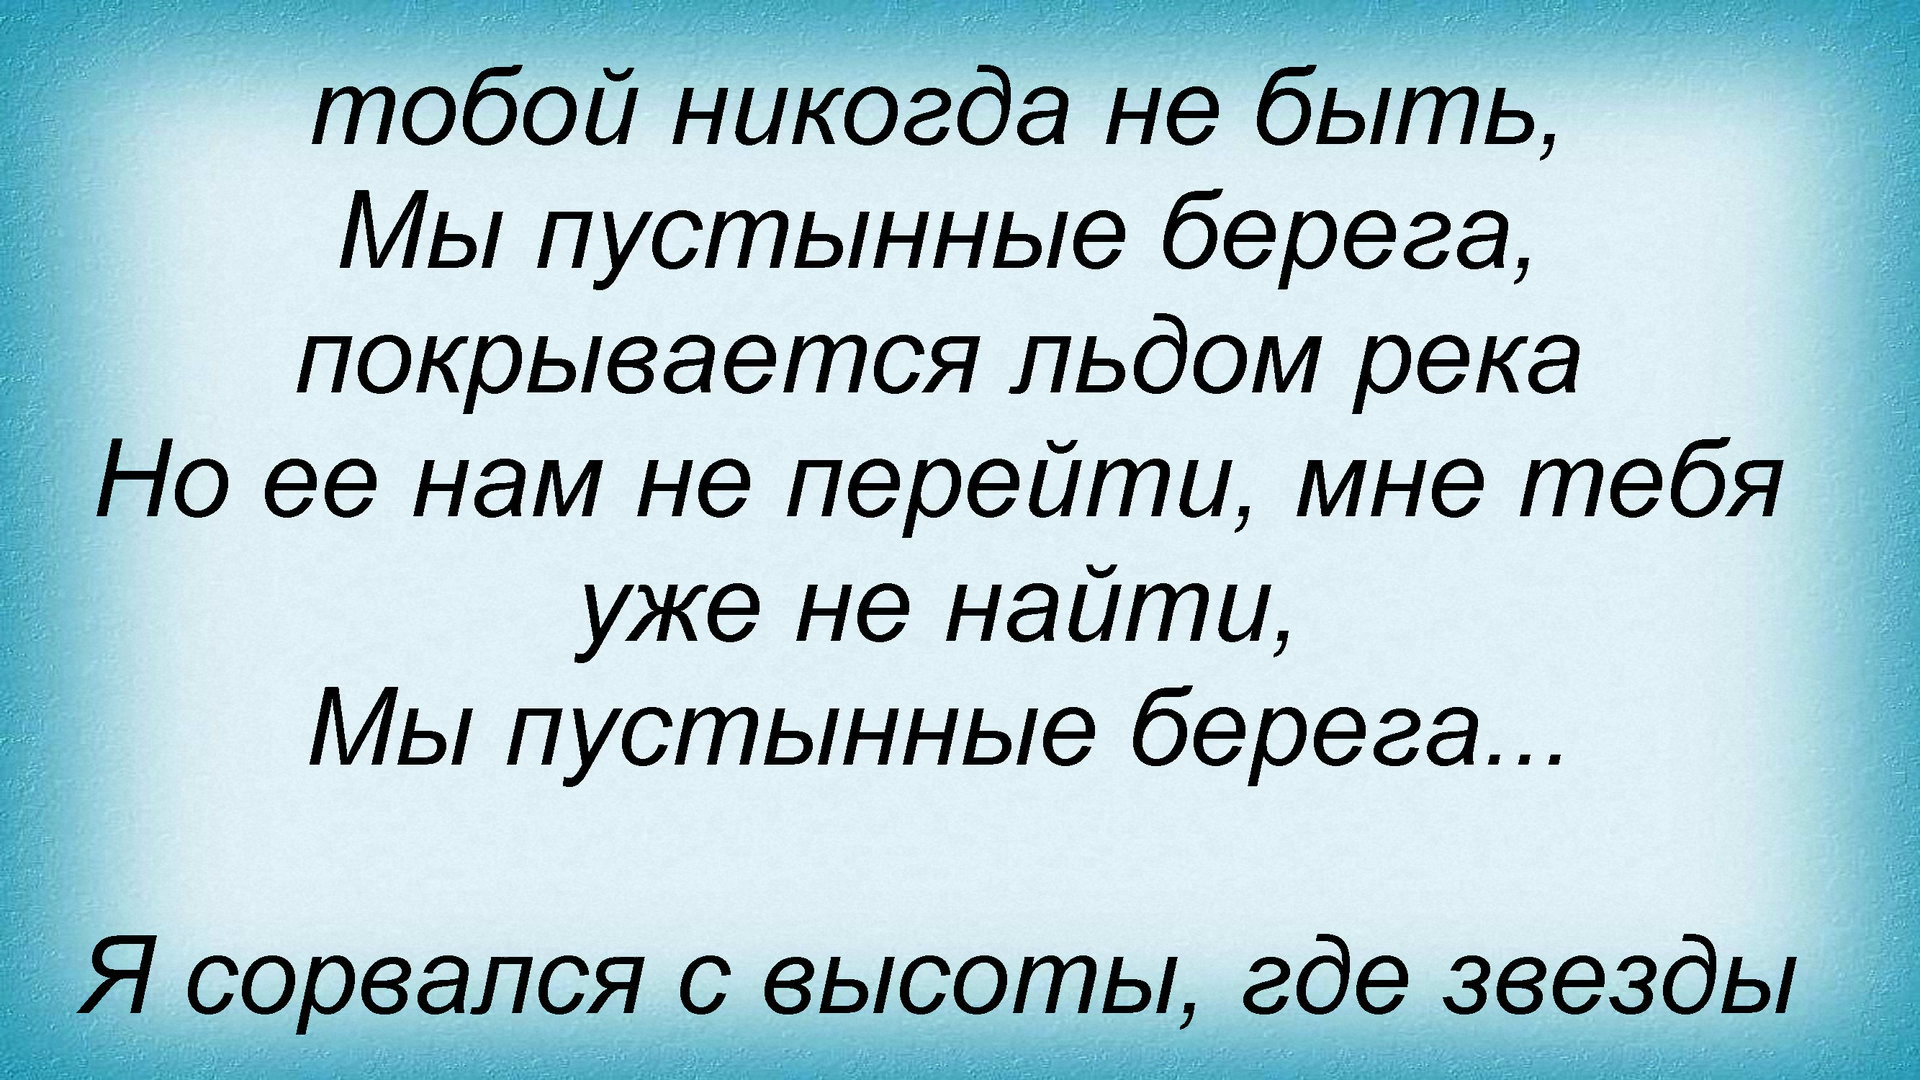 тобой никогда не быть,
Мы пустынные берега,
покрывается льдом река
Но ее нам не перейти, мне тебя
уже не найти,
Мы пустынные берега...
Я сорвался с высоты, где звезды